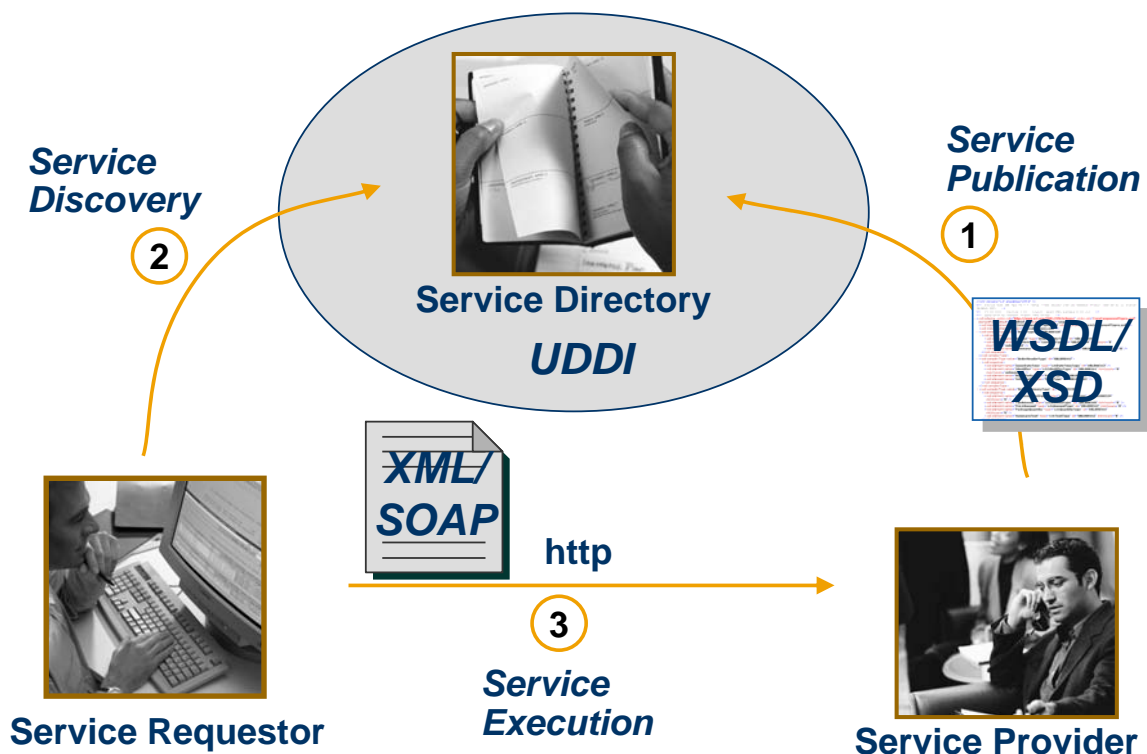 Service
Discovery
2
Service Directory
UDDI
Service
Publication
1
WSDL/
XSD
XML/
SOAP
http
3
Service
Execution
Service Requestor
Service Provider